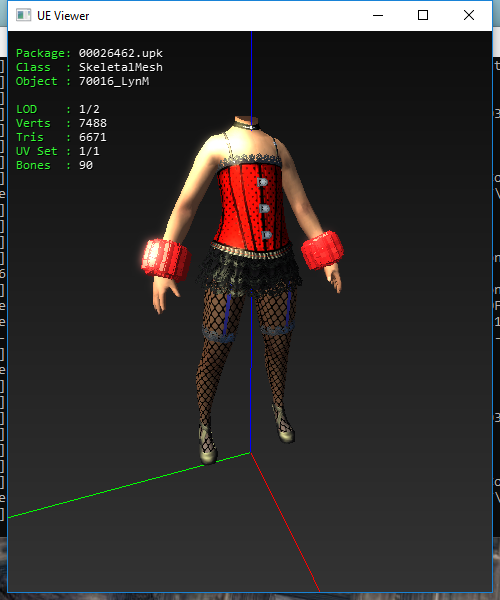 UE Viewer
Package: 00026462.upk
Class : SkeletalMesh
Object : 70016_LynM
LOD : 1/2
Verts : 7488
Tris : 6671
UV Set : 1/1
Bones : 90